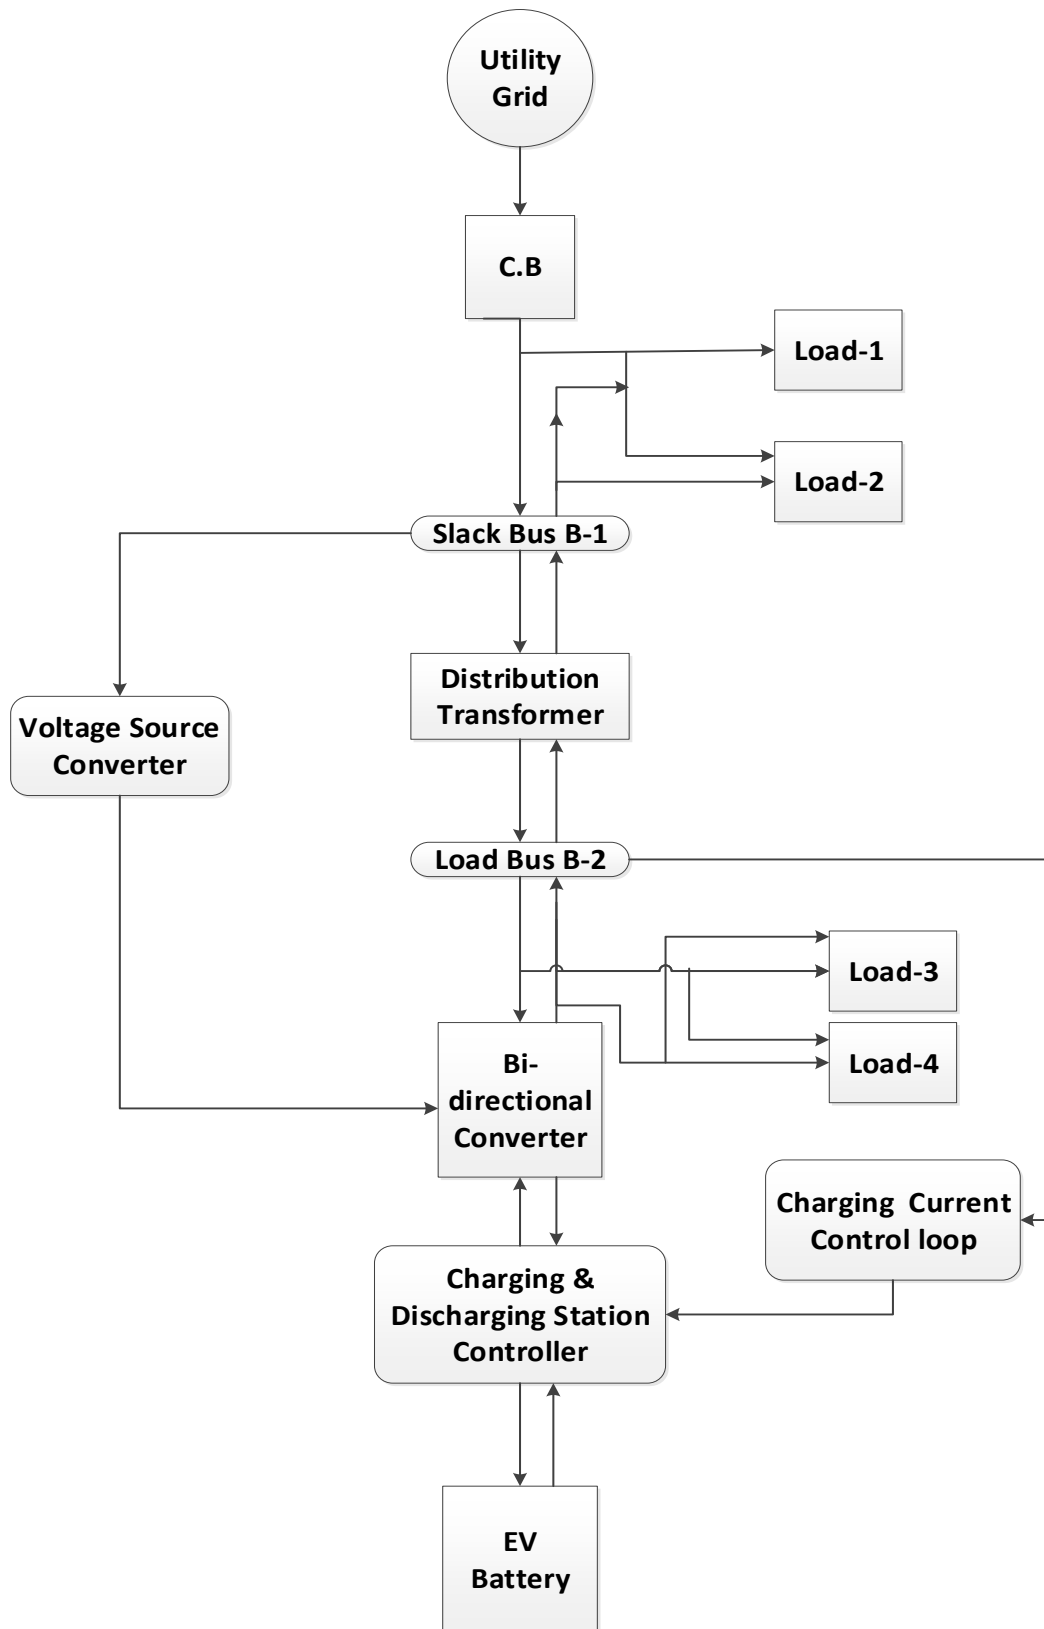 Utility
Grid
C.B
Load-1
Load-2
Slack Bus B-1
Distribution
Transformer
Voltage Source
Converter
Load Bus B-2
Load-3
Load-4
Bi-
directional
Converter
Charging  Current
Control loop
Charging &
Discharging Station
Controller
EV
Battery